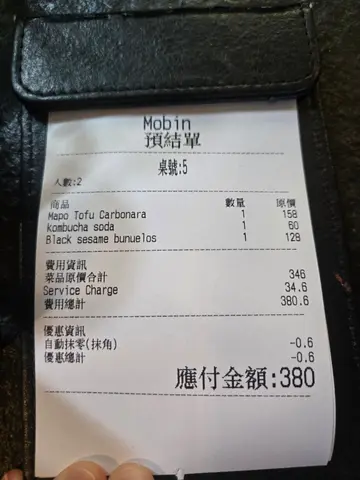 Mobin
預結單
桌號:5
人數:2
商品 數量 原價
Mapo Tofu Carbonara 1 158
Kombucha soda 1 60
Black sesame bunuelos 1 128
費用資訊
菜品原價合計 346
Service Charge 34.6
費用總計 380.6
優惠資訊
自動抹零(抹角) -0.6
優惠總計 -0.6
應付金額:380